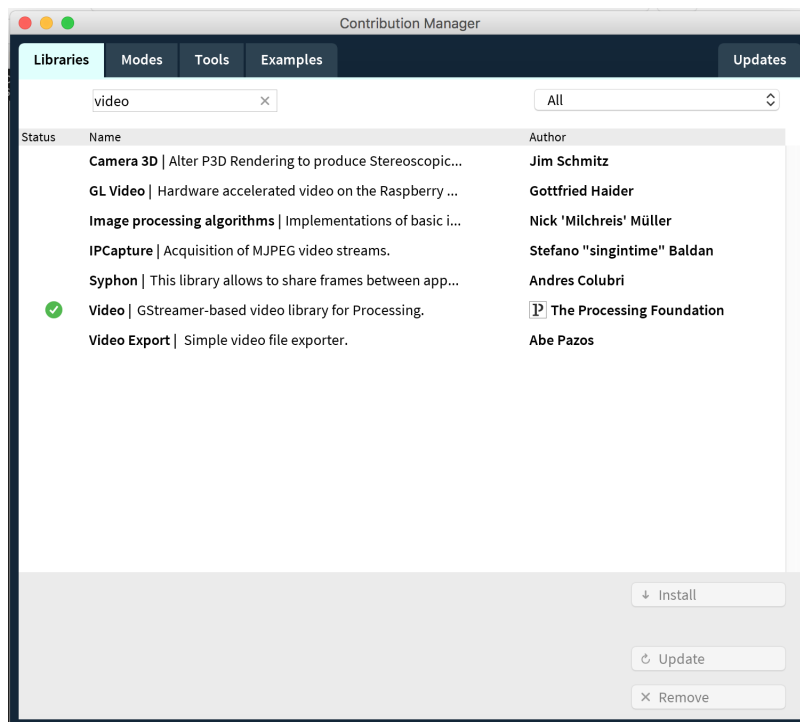 Contribution Manager
Libraries Modes Tools Examples Updates
video All
Status Name Author
Camera 3D | Alter P3D Rendering to produce Stereoscopic... Jim Schmitz
GL Video | Hardware accelerated video on the Raspberry ... Gottfried Haider
Image processing algorithms | Implementations of basic i... Nick 'Milchreis' Müller
IPCapture | Acquisition of MJPEG video streams. Stefano "singintime" Baldan
Syphon | This library allows to share frames between app... Andres Colubri
Video | GStreamer-based video library for Processing. P The Processing Foundation
Video Export | Simple video file exporter. Abe Pazos
Install
Update
Remove